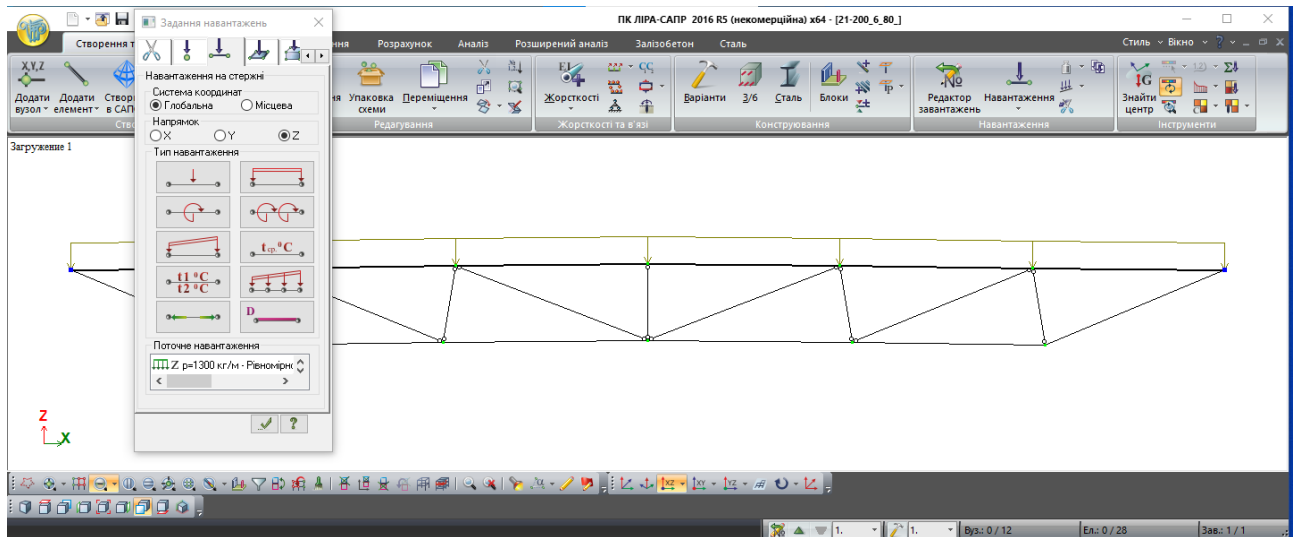 ПК ЛІРА-САПР 2016 R5 (некомерційна) x64 - [21-200_6_80_]
Задання навантажень
Створення т
ння
Розрахунок
Аналіз
Розширений аналіз
Залізобетон
Сталь
Стиль
Вікно
Додати вузол
Додати елемент
Створ в САП
Упаковка схеми
Переміщення
Жорсткості
Варіанти
3/6
Сталь
Блоки
Редактор завантажень
Навантаження
Знайти центр
Ство
Редагування
Жорсткості та в'язі
Конструювання
Навантаження
Інструменти
Загружение 1
Навантаження на стержні
Система координат
Глобальна
Місцева
Напрямок
X
Y
Z
Тип навантаження
t ср. °C
t1 °C
t2 °C
D
Поточне навантаження
Z p=1300 кг/м - Рівномірн
Z
X
1.
1.
Вуз.: 0 / 12
Ел.: 0 / 28
Зав.: 1 / 1